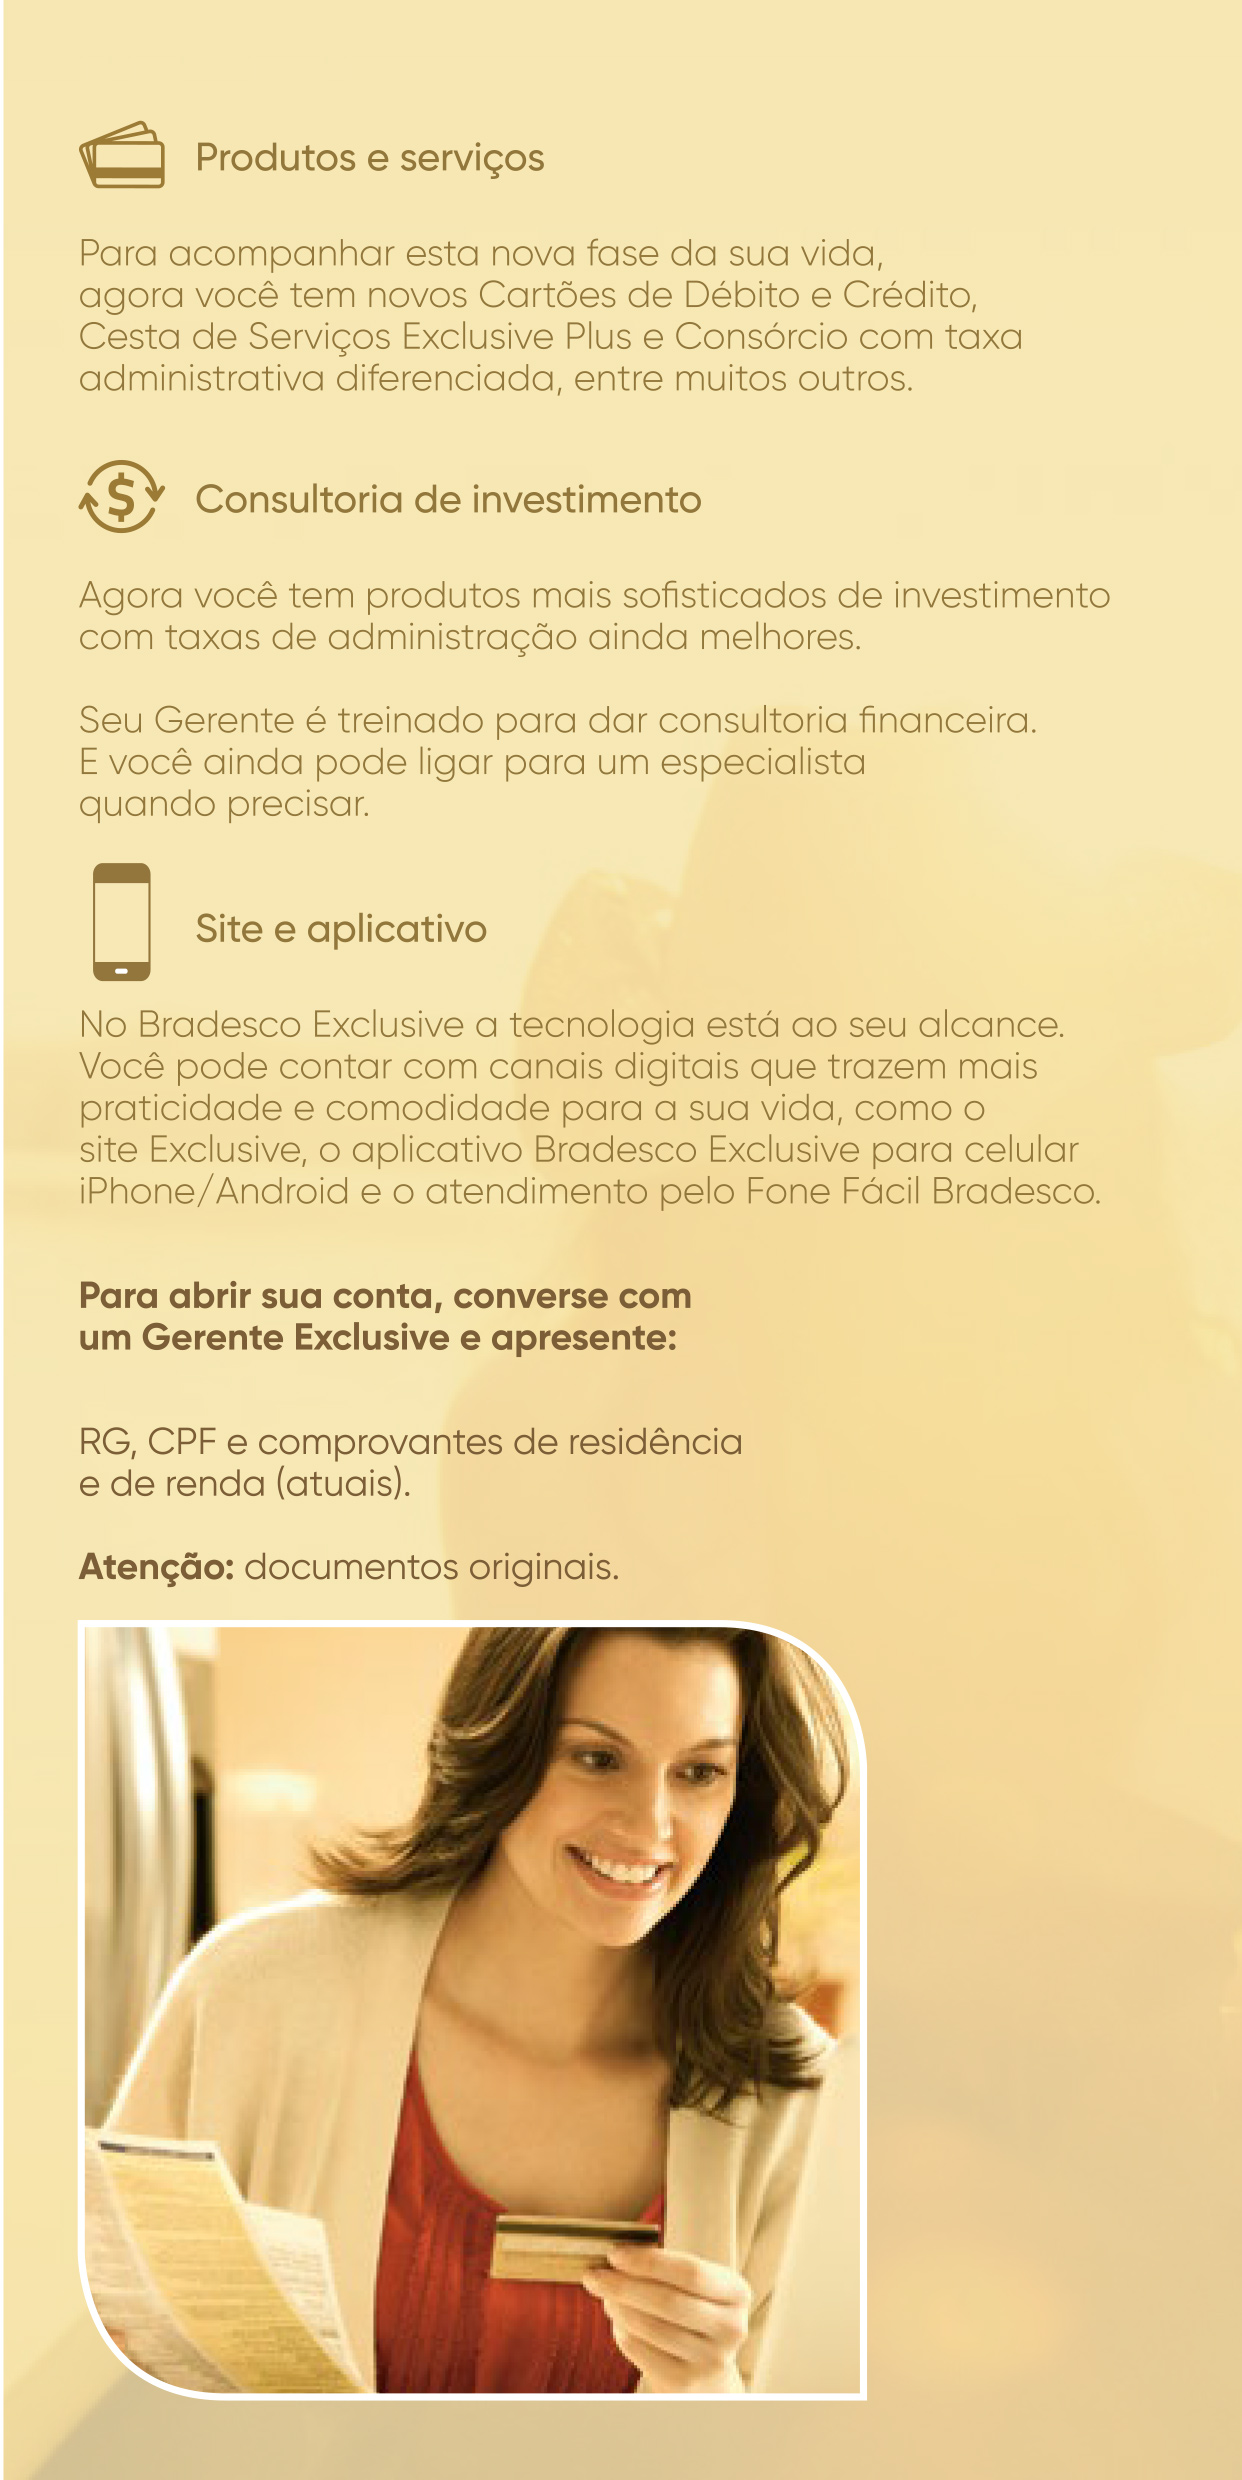 Produtos e serviços
Para acompanhar esta nova fase da sua vida,
agora você tem novos Cartões de Débito e Crédito,
Cesta de Serviços Exclusive Plus e Consórcio com taxa
administrativa diferenciada, entre muitos outros.
$
Consultoria de investimento
Agora você tem produtos mais sofisticados de investimento
com taxas de administração ainda melhores.
Seu Gerente é treinado para dar consultoria financeira.
E você ainda pode ligar para um especialista
quando precisar.
Site e aplicativo
No Bradesco Exclusive a tecnologia está ao seu alcance.
Você pode contar com canais digitais que trazem mais
praticidade e comodidade para a sua vida, como o
site Exclusive, o aplicativo Bradesco Exclusive para celular
iPhone/Android e o atendimento pelo Fone Fácil Bradesco.
Para abrir sua conta, converse com
um Gerente Exclusive e apresente:
RG, CPF e comprovantes de residência
e de renda (atuais).
Atenção: documentos originais.